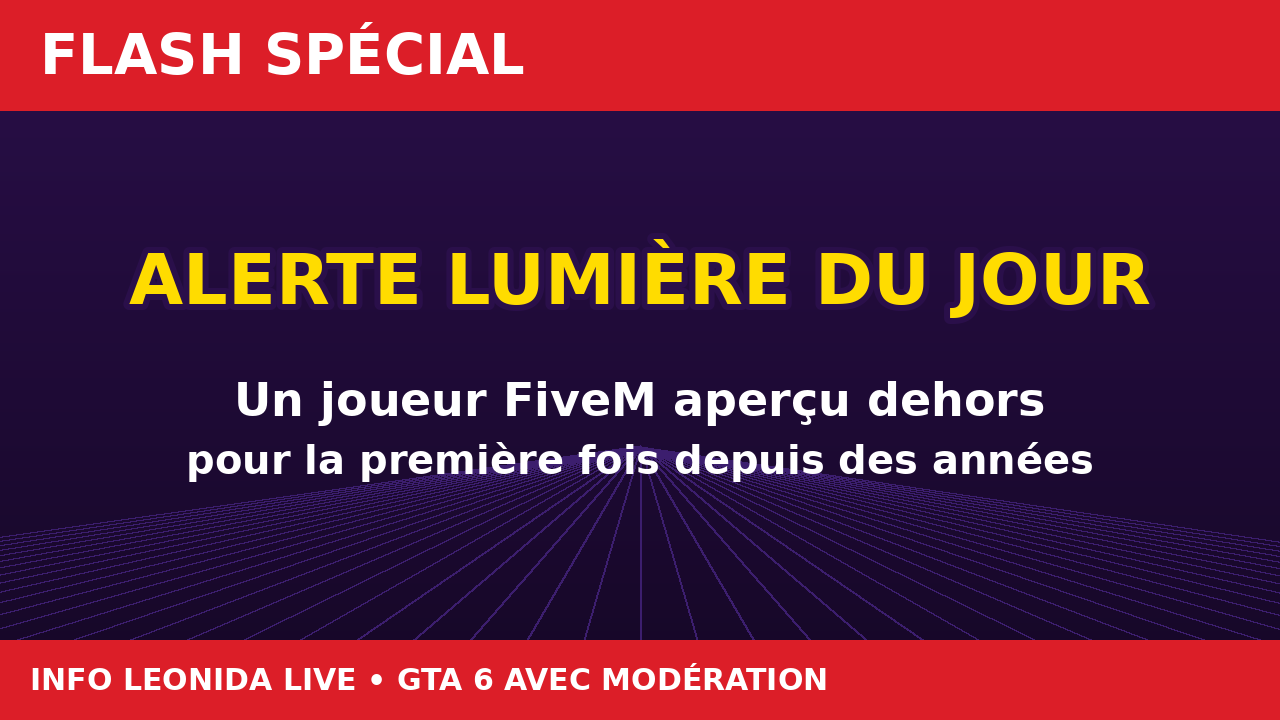 FLASH SPÉCIAL
ALERTE LUMIÈRE DU JOUR
Un joueur FiveM aperçu dehors
pour la première fois depuis des années
INFO LEONIDA LIVE • GTA 6 AVEC MODÉRATION